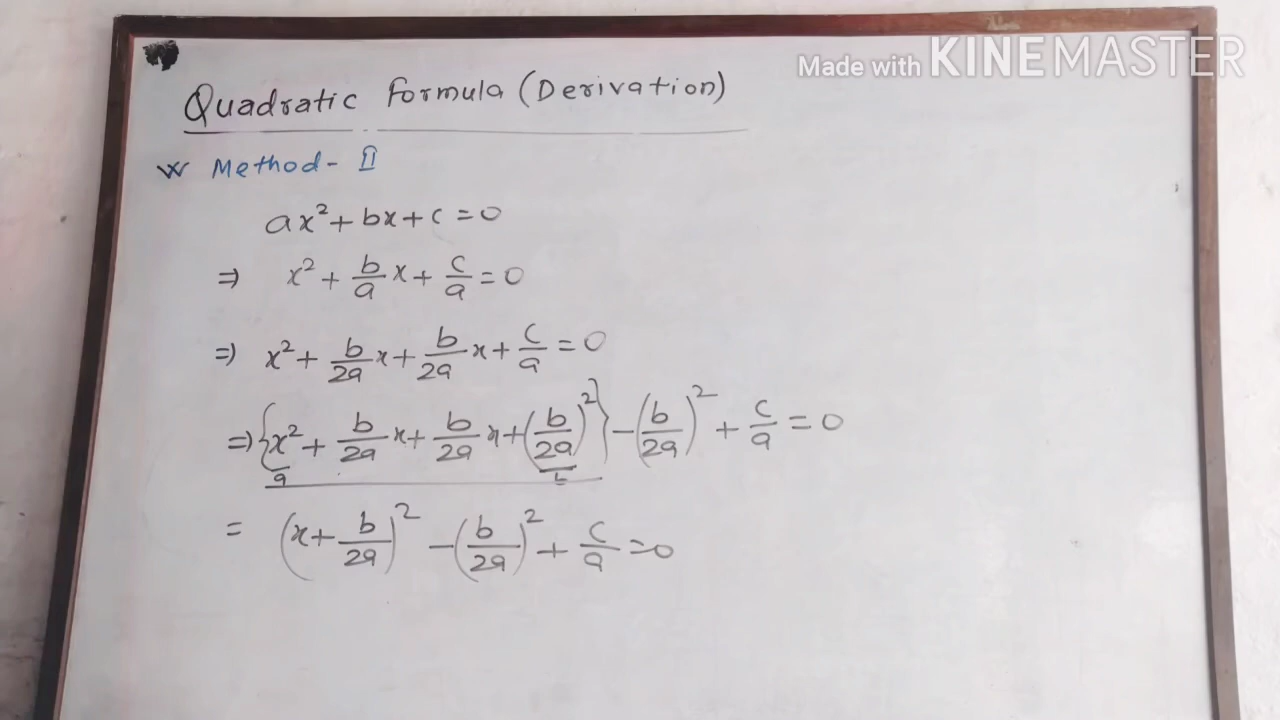 Made with KINEMASTER
Quadratic formula (Derivation)
W Method - II
ax² + bx + c = 0
⇒ x² + b/a x + c/a = 0
⇒ x² + b/2a x + b/2a x + c/a = 0
⇒ {x² + b/2a x + b/2a x + (b/2a)²} - (b/2a)² + c/a = 0
a b
= (x + b/2a)² - (b/2a)² + c/a = 0